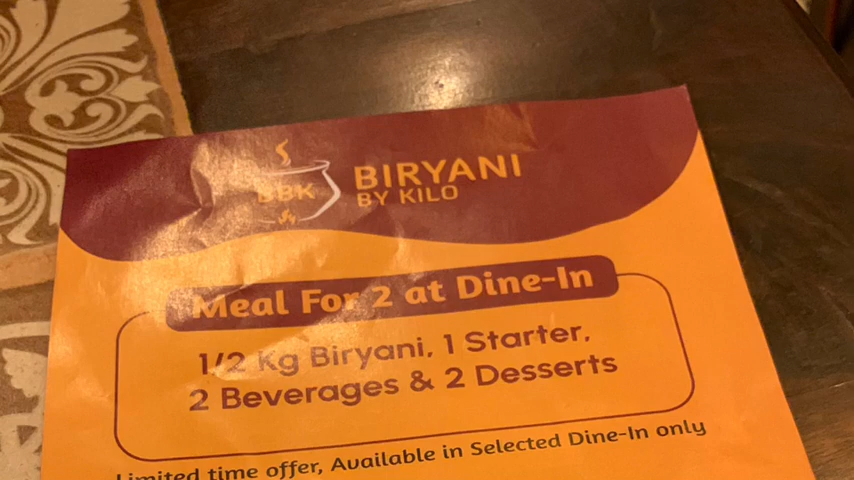 BBK
BIRYANI
BY KILO
Meal For 2 at Dine-In
1/2 Kg Biryani, 1 Starter,
2 Beverages & 2 Desserts
Limited time offer, Available in Selected Dine-In only